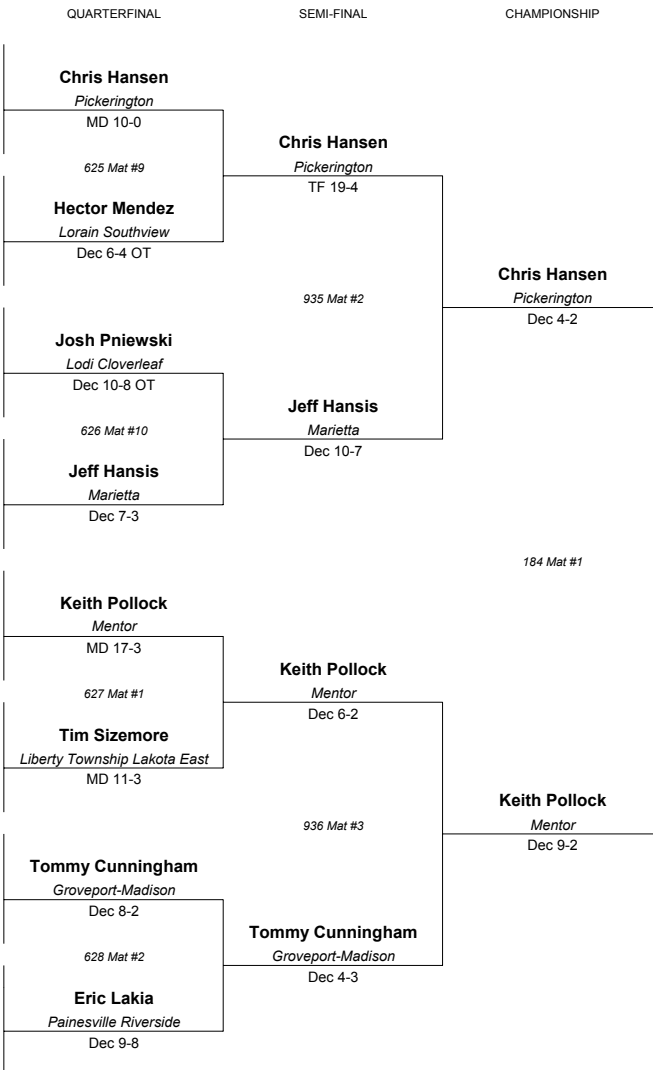 QUARTERFINAL SEMI-FINAL CHAMPIONSHIP
Chris Hansen
Pickerington
MD 10-0
Chris Hansen
625 Mat #9
Pickerington
TF 19-4
Hector Mendez
Lorain Southview
Dec 6-4 OT
Chris Hansen
935 Mat #2
Pickerington
Dec 4-2
Josh Pniewski
Lodi Cloverleaf
Dec 10-8 OT
Jeff Hansis
626 Mat #10
Marietta
Dec 10-7
Jeff Hansis
Marietta
Dec 7-3
184 Mat #1
Keith Pollock
Mentor
MD 17-3
Keith Pollock
627 Mat #1
Mentor
Dec 6-2
Tim Sizemore
Liberty Township Lakota East
MD 11-3
Keith Pollock
936 Mat #3
Mentor
Dec 9-2
Tommy Cunningham
Groveport-Madison
Dec 8-2
Tommy Cunningham
628 Mat #2
Groveport-Madison
Dec 4-3
Eric Lakia
Painesville Riverside
Dec 9-8